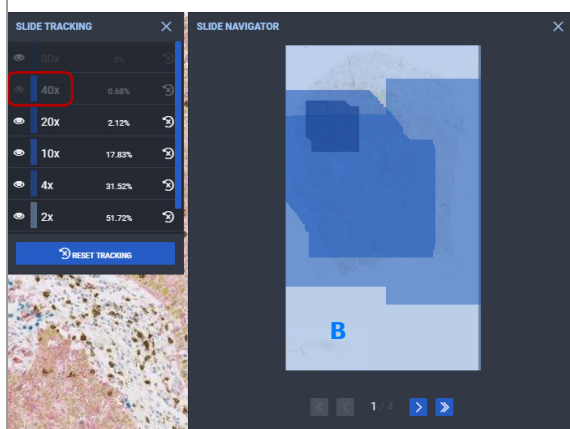 SLIDE TRACKING
80x 0%
40x 0.68%
20x 2.12%
10x 17.83%
4x 31.52%
2x 51.72%
RESET TRACKING
SLIDE NAVIGATOR
B
1 / 4